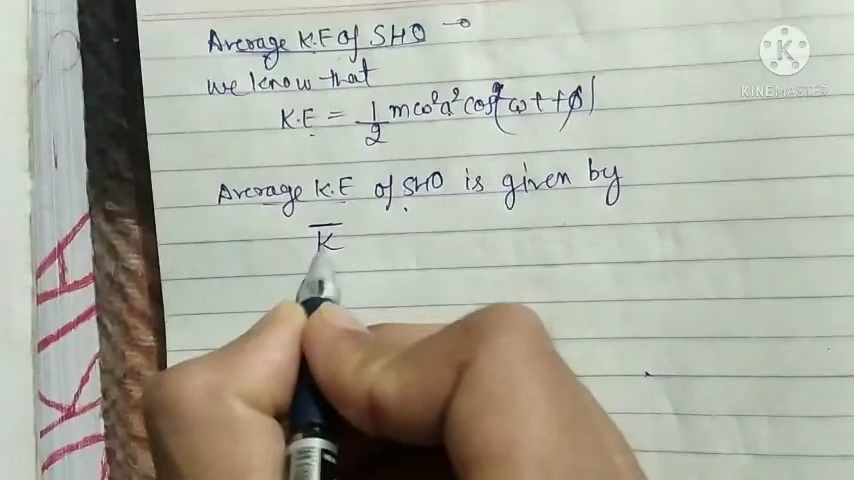 Average K.E of SHO →
we know that
K.E = 1/2 mω²a² cos²(ωt + φ)
Average K.E of SHO is given by
K̅
K
KINEMASTER